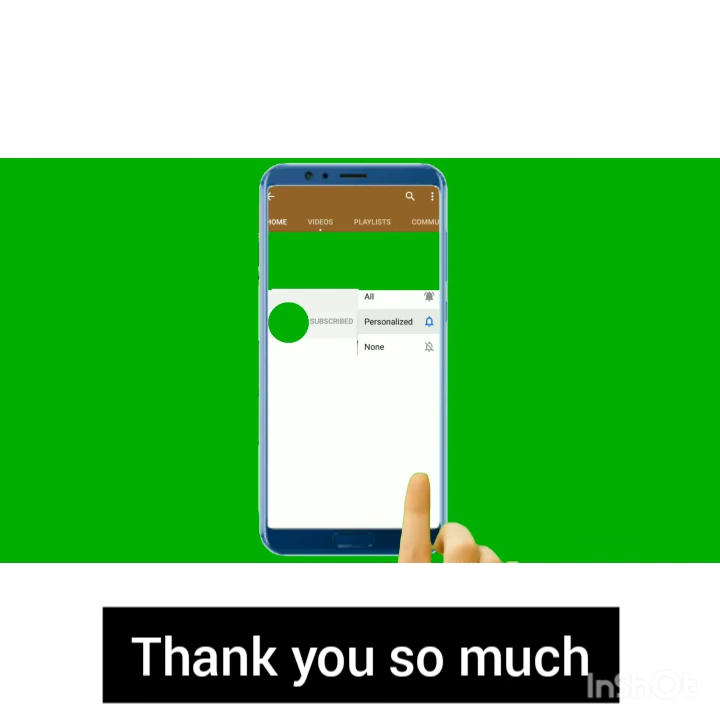 HOME VIDEOS PLAYLISTS COMMU
All
SUBSCRIBED Personalized
None
Thank you so much
InShOt